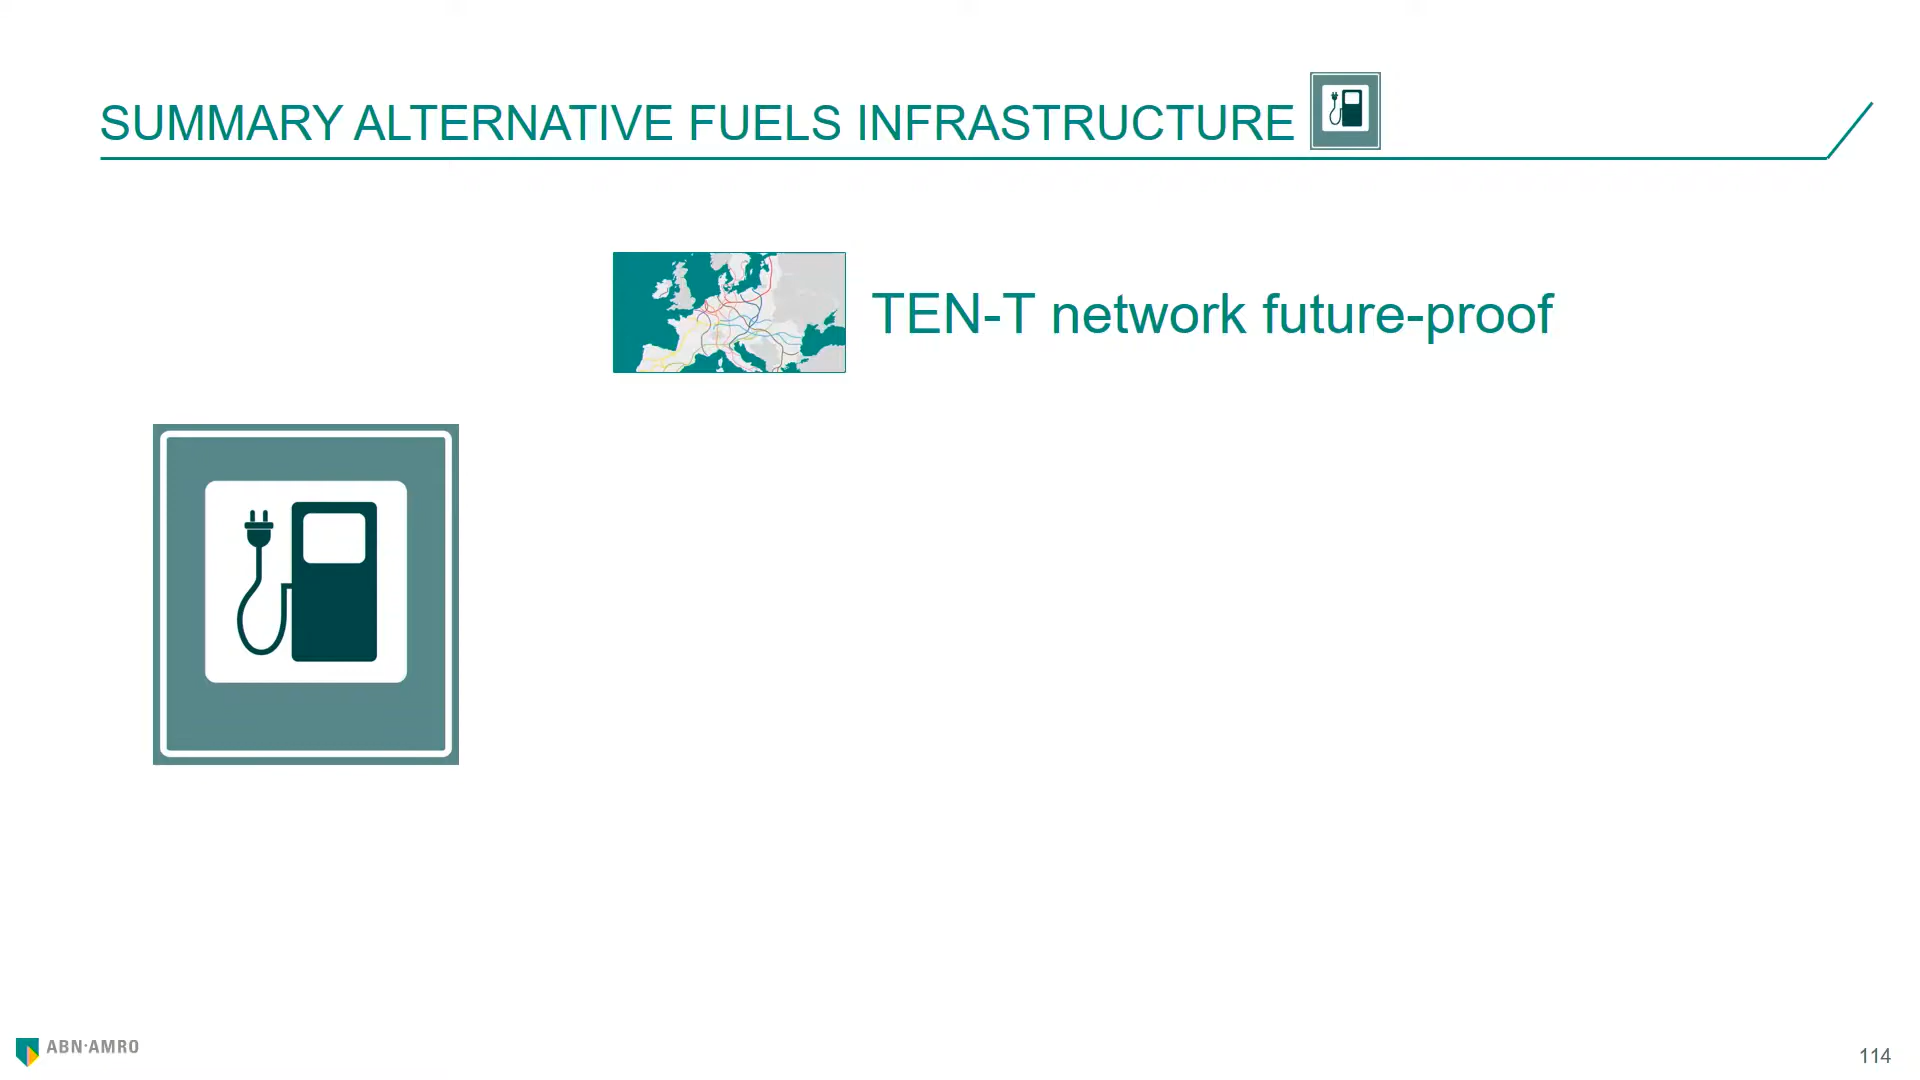 SUMMARY ALTERNATIVE FUELS INFRASTRUCTURE
TEN-T network future-proof
ABN·AMRO
114